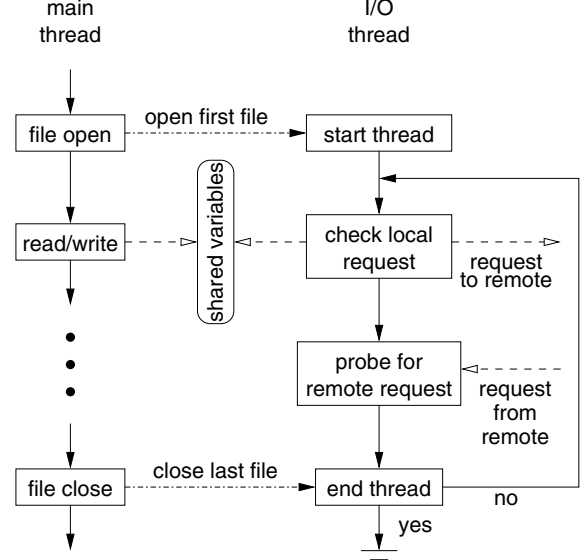 main
thread
I/O
thread
open first file
file open
start thread
shared variables
read/write
check local
request
request
to remote
probe for
remote request
request
from
remote
close last file
file close
end thread
no
yes